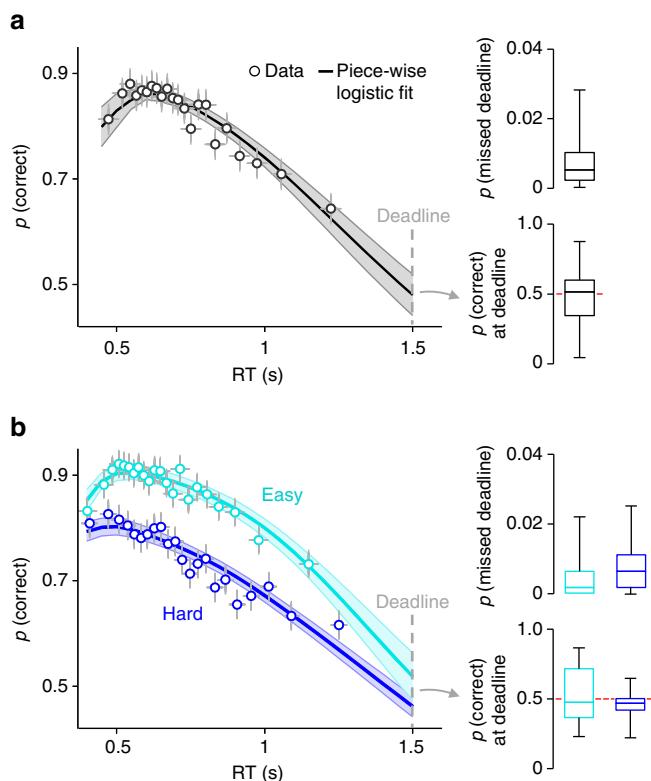 a
0.9
0.7
0.5
p (correct)
Data
Piece-wise
logistic fit
Deadline
0.5
1
1.5
RT (s)
0.04
0.02
0
p (missed deadline)
1.0
0.5
0
p (correct)
at deadline
b
0.9
0.7
0.5
p (correct)
Easy
Hard
Deadline
0.5
1
1.5
RT (s)
0.04
0.02
0
p (missed deadline)
1.0
0.5
0
p (correct)
at deadline